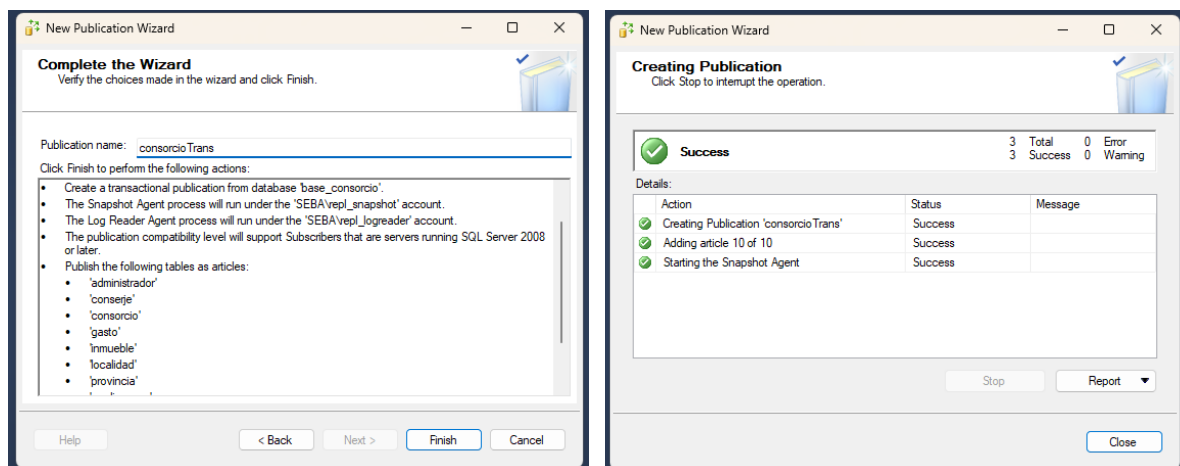 New Publication Wizard
Complete the Wizard
Verify the choices made in the wizard and click Finish.
Publication name: consorcioTrans
Click Finish to perform the following actions:
• Create a transactional publication from database 'base_consorcio'.
• The Snapshot Agent process will run under the 'SEBA\repl_snapshot' account.
• The Log Reader Agent process will run under the 'SEBA\repl_logreader' account.
• The publication compatibility level will support Subscribers that are servers running SQL Server 2008
or later.
• Publish the following tables as articles:
• 'administrador'
• 'conserje'
• 'consorcio'
• 'gasto'
• 'inmueble'
• 'localidad'
• 'provincia'
Help < Back Next > Finish Cancel
New Publication Wizard
Creating Publication
Click Stop to interrupt the operation.
Success 3 Total 0 Error
3 Success 0 Warning
Details:
Action Status Message
Creating Publication 'consorcioTrans' Success
Adding article 10 of 10 Success
Starting the Snapshot Agent Success
Stop Report
Close